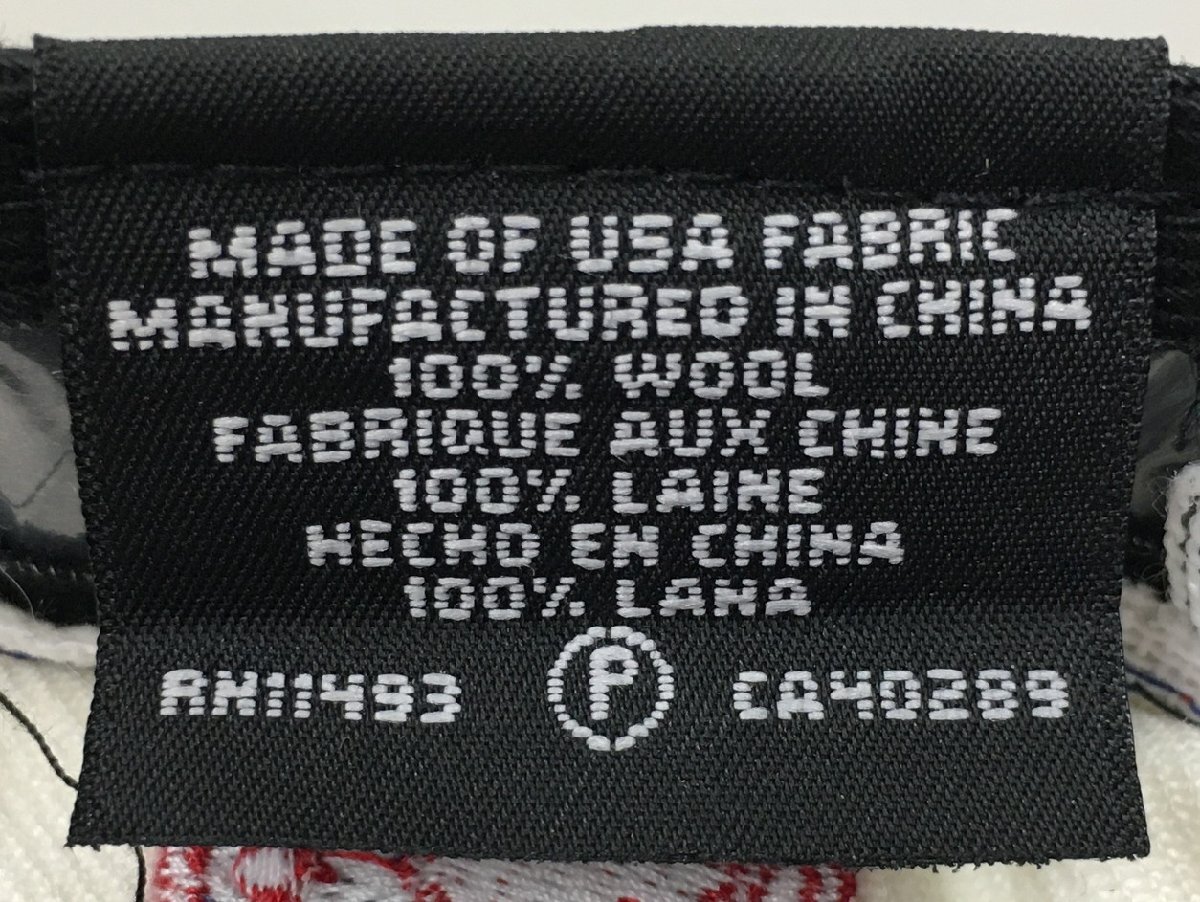 MADE OF USA FABRIC
MANUFACTURED IN CHINA
100% WOOL
FABRIQUE AUX CHINE
100% LAINE
HECHO EN CHINA
100% LANA
RN11493 P CA40289